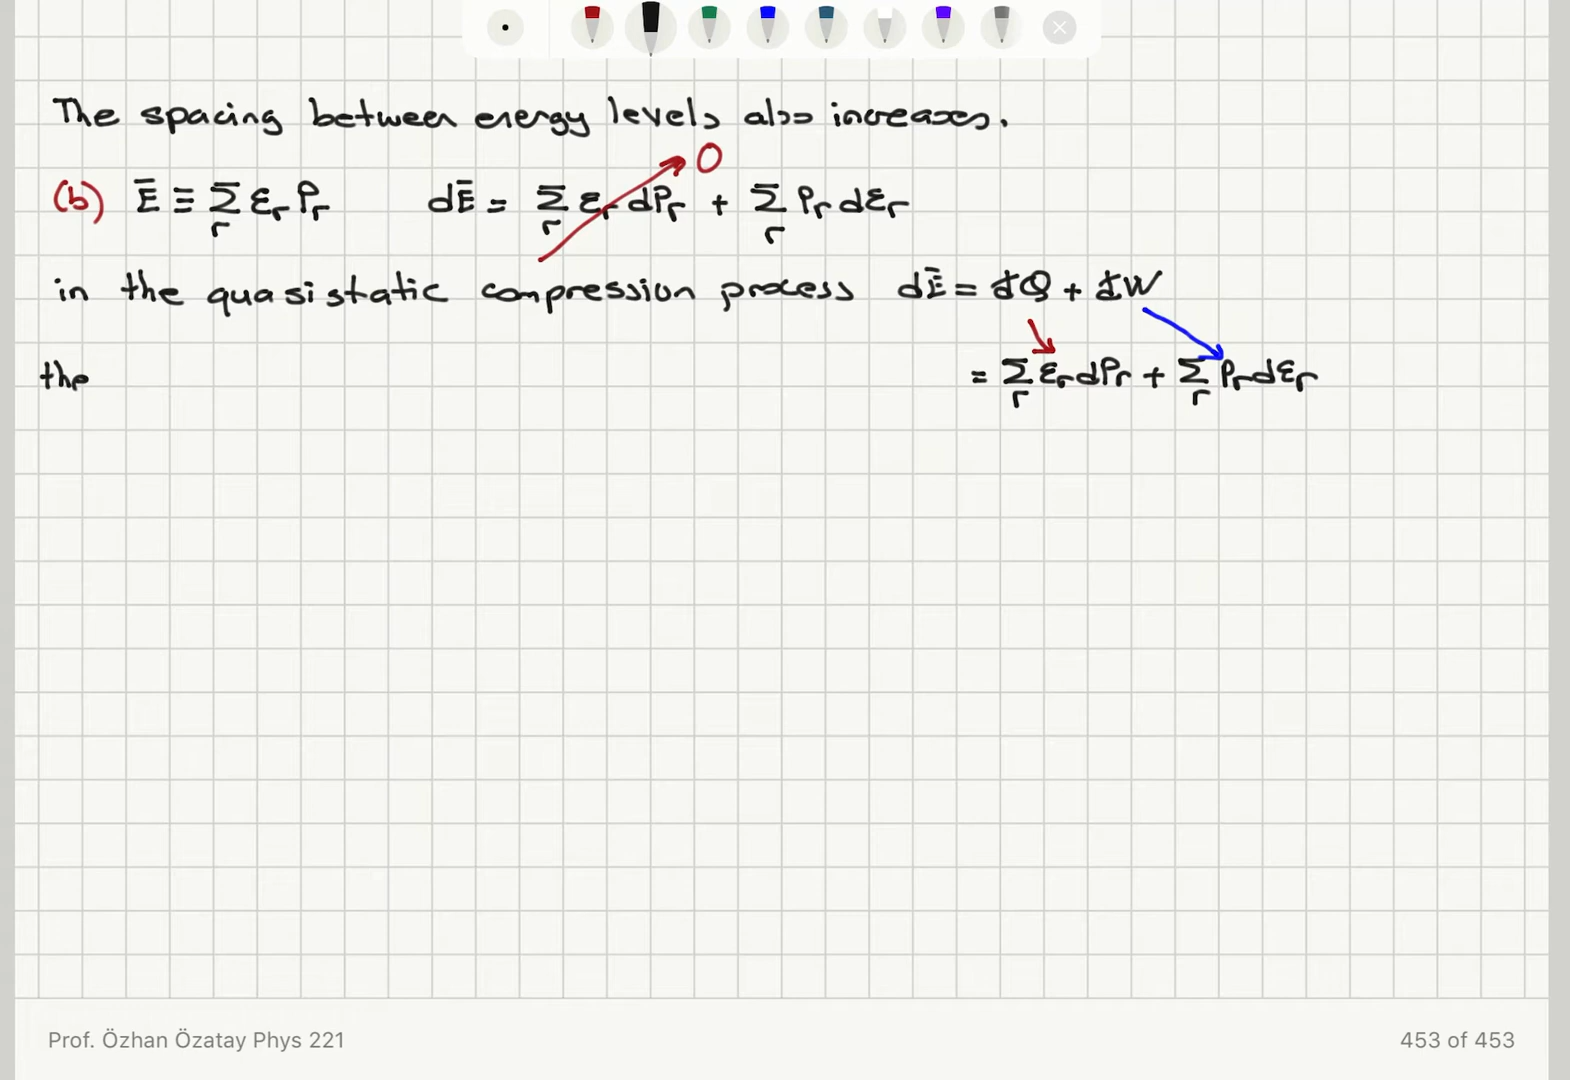 The spacing between energy levels also increases.
(b) Ē ≡ Σ_r ε_r P_r dĒ = Σ_r ε_r dP_r + Σ_r P_r dε_r 0
in the quasistatic compression process dĒ = đQ + đW
the = Σ_r ε_r dP_r + Σ_r P_r dε_r
Prof. Özhan Özatay Phys 221 453 of 453